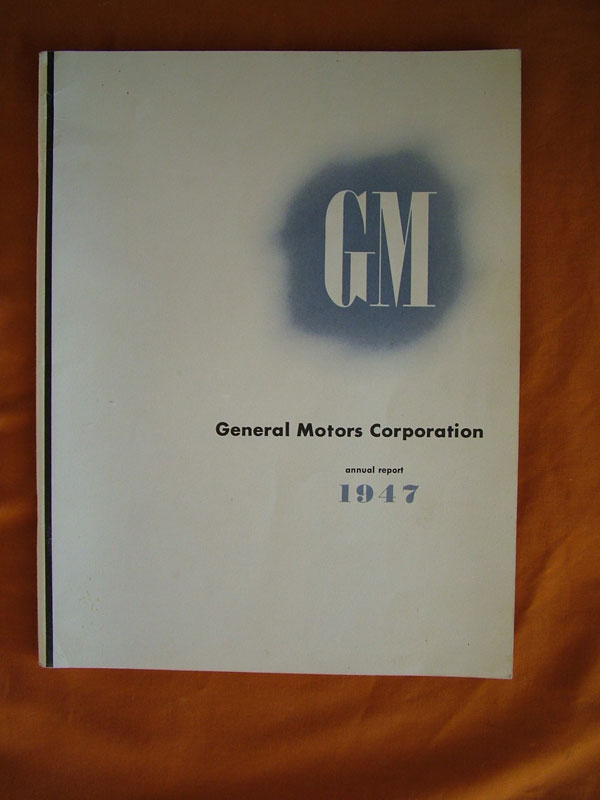 GM
General Motors Corporation
annual report
1947